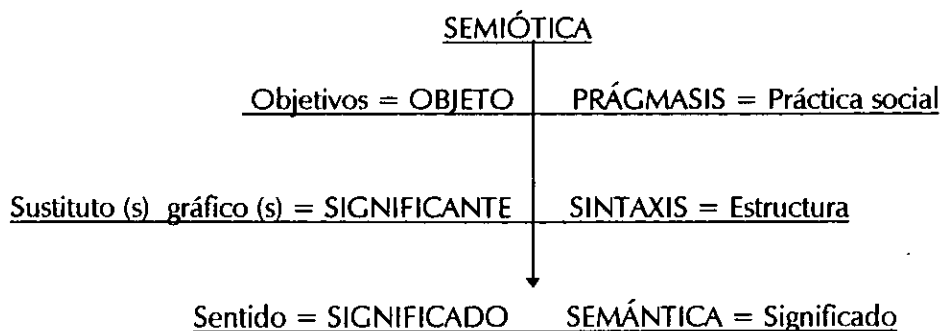 SEMIÓTICA
Objetivos = OBJETO PRÁGMASIS = Práctica social
Sustituto (s) gráfico (s) = SIGNIFICANTE SINTAXIS = Estructura
Sentido = SIGNIFICADO SEMÁNTICA = Significado